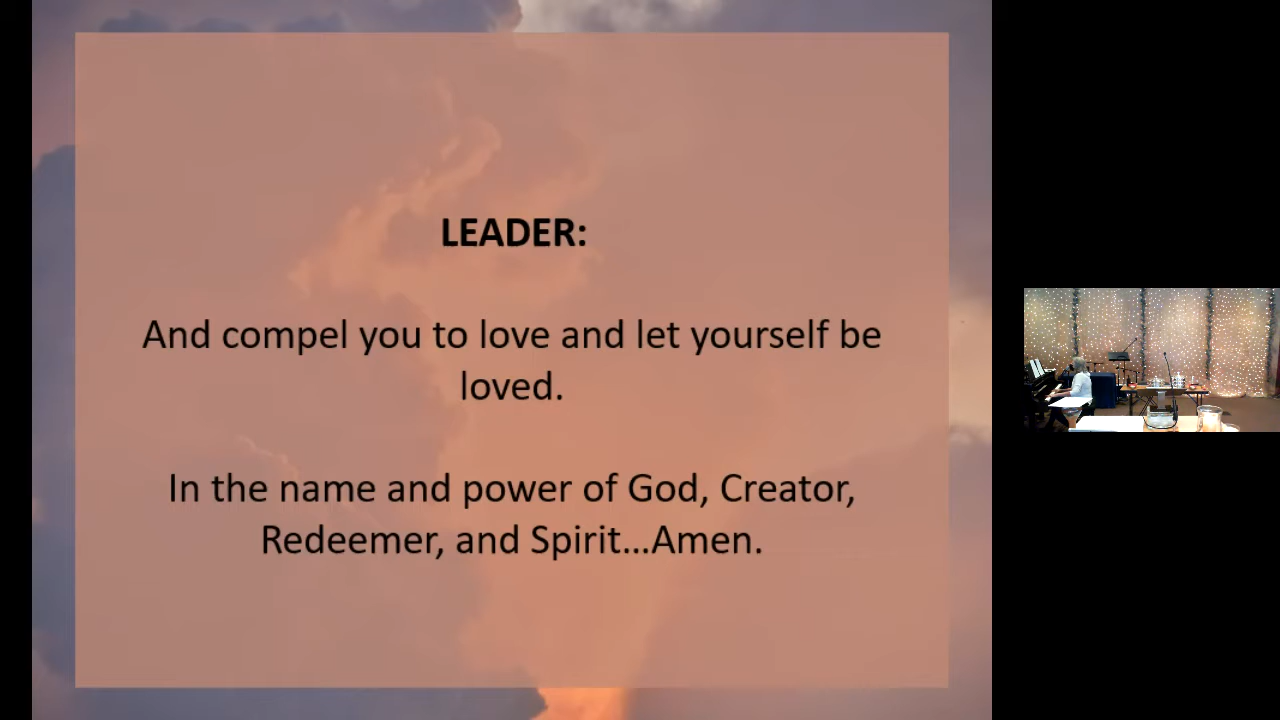 LEADER:
And compel you to love and let yourself be
loved.
In the name and power of God, Creator,
Redeemer, and Spirit…Amen.